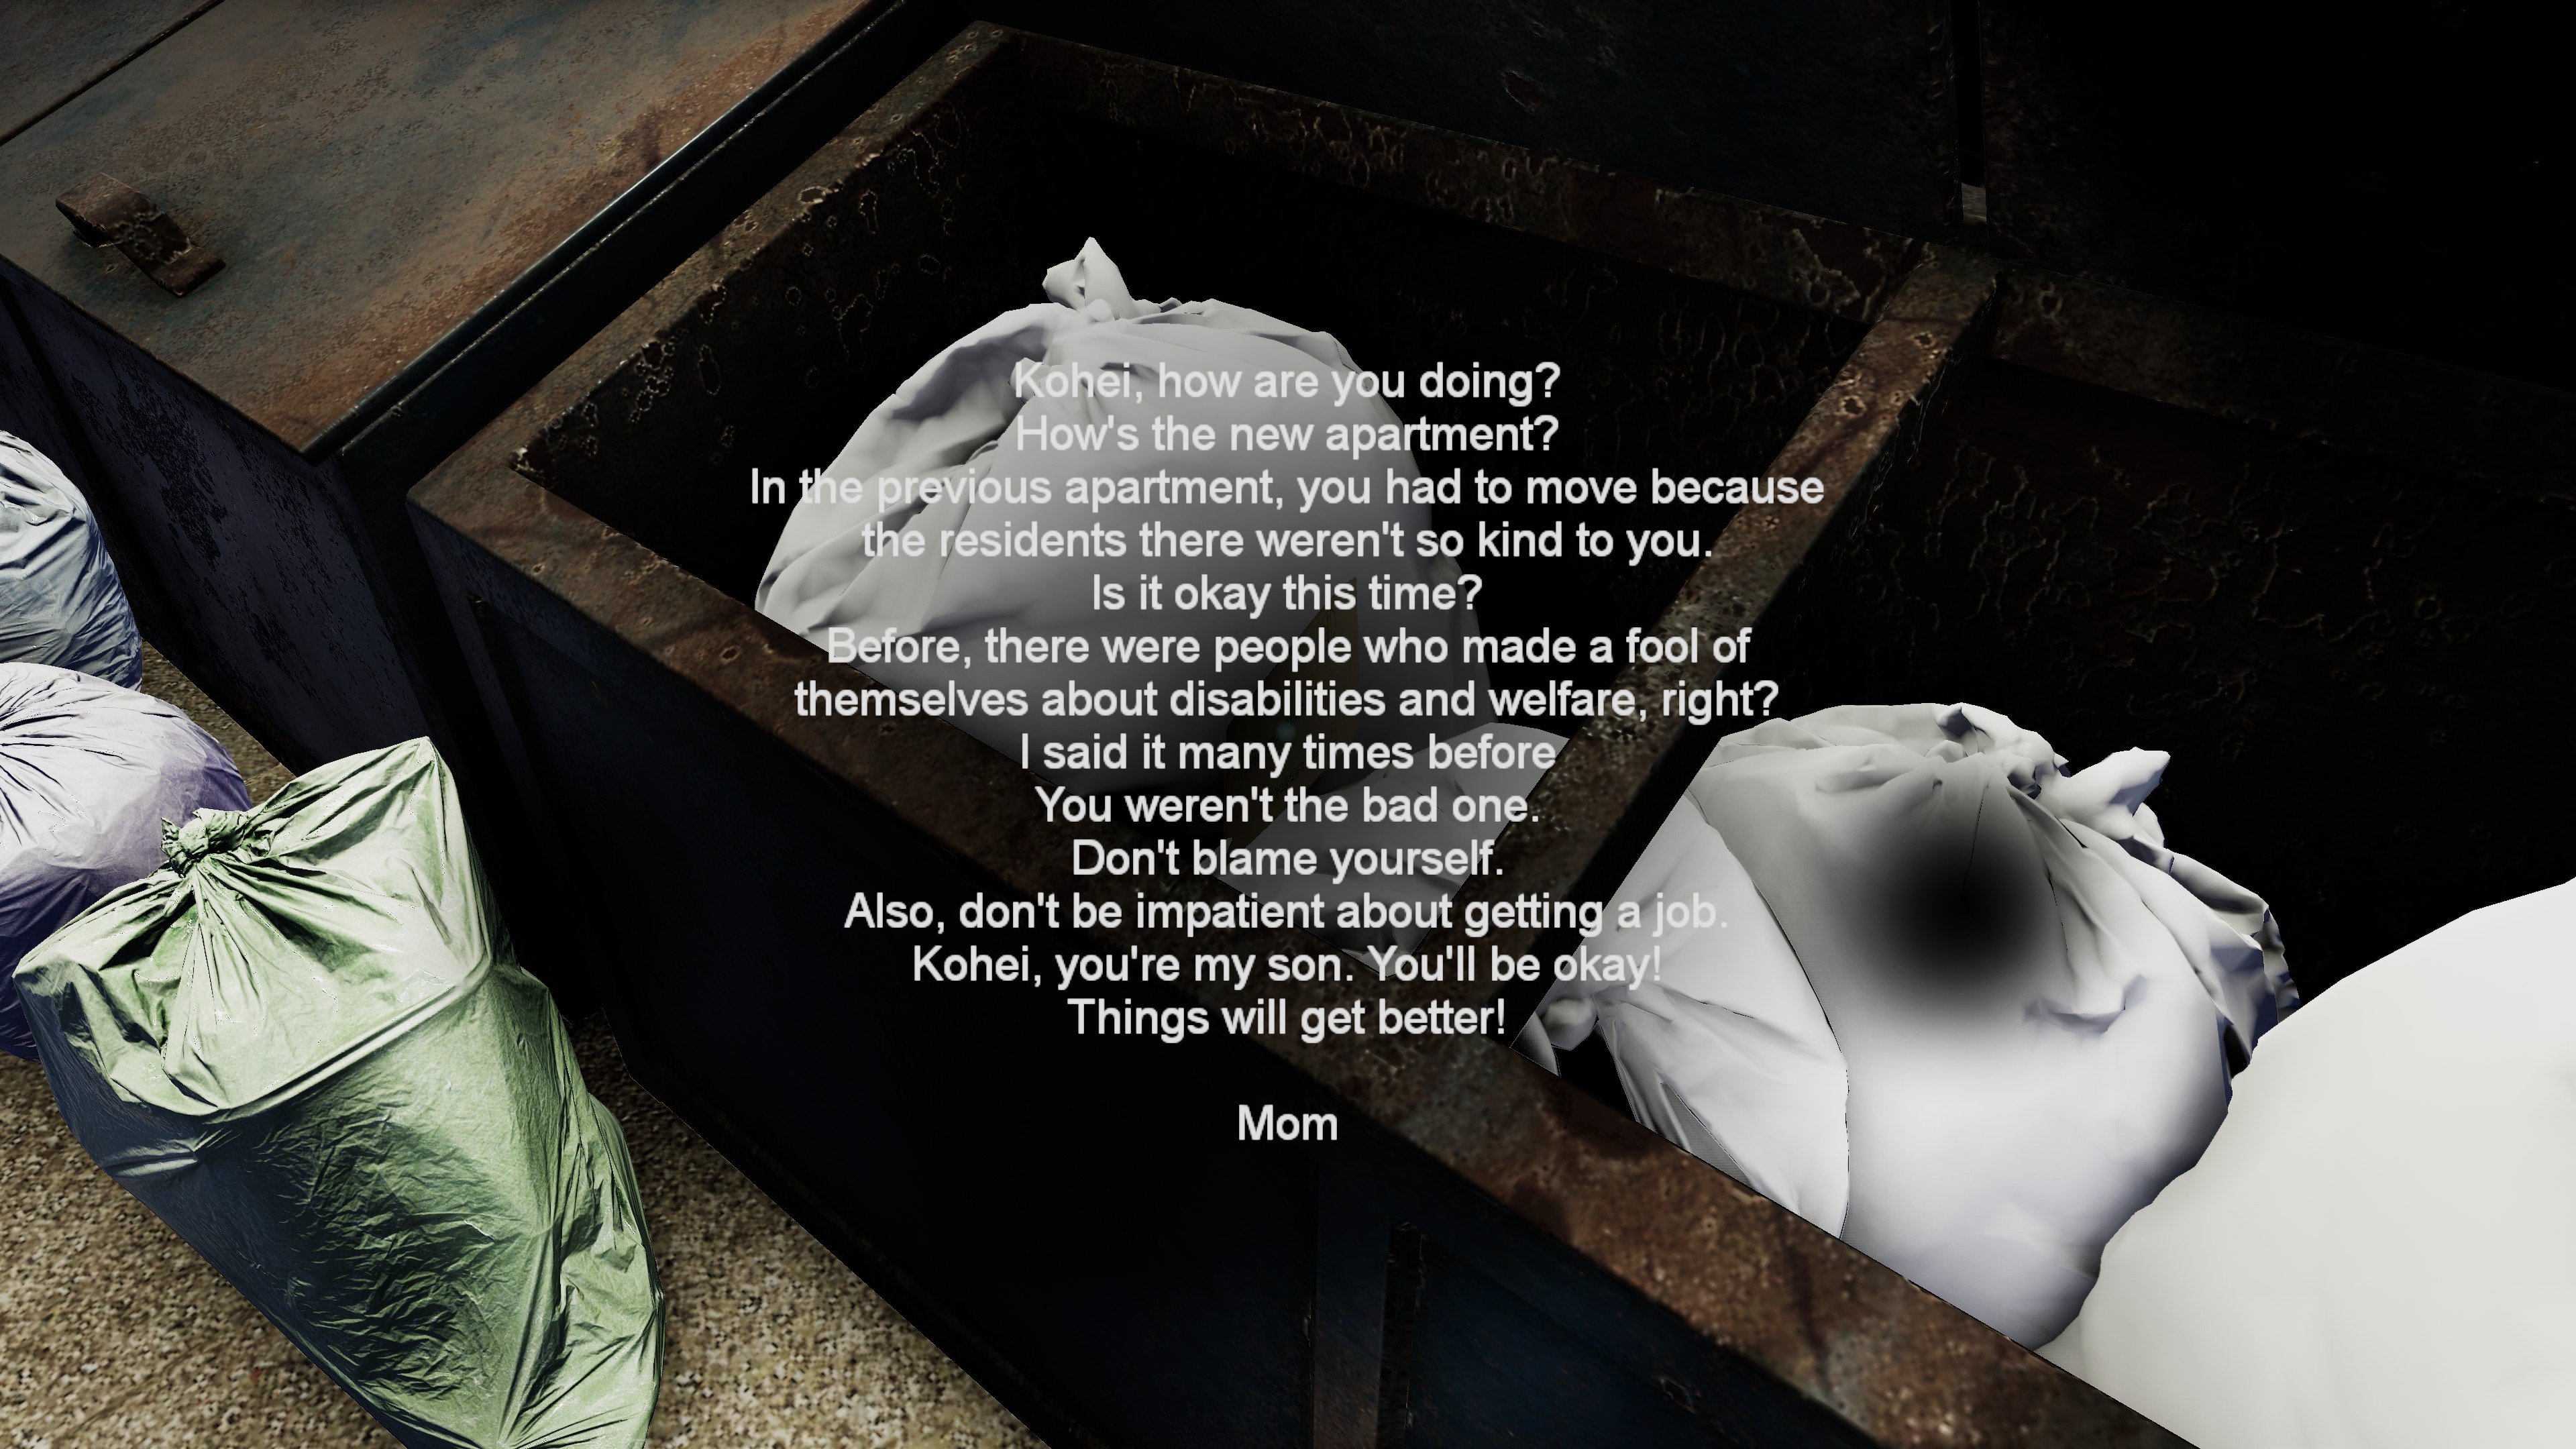 Kohei, how are you doing?
How's the new apartment?
In the previous apartment, you had to move because
the residents there weren't so kind to you.
Is it okay this time?
Before, there were people who made a fool of
themselves about disabilities and welfare, right?
I said it many times before
You weren't the bad one.
Don't blame yourself.
Also, don't be impatient about getting a job.
Kohei, you're my son. You'll be okay!
Things will get better!
Mom